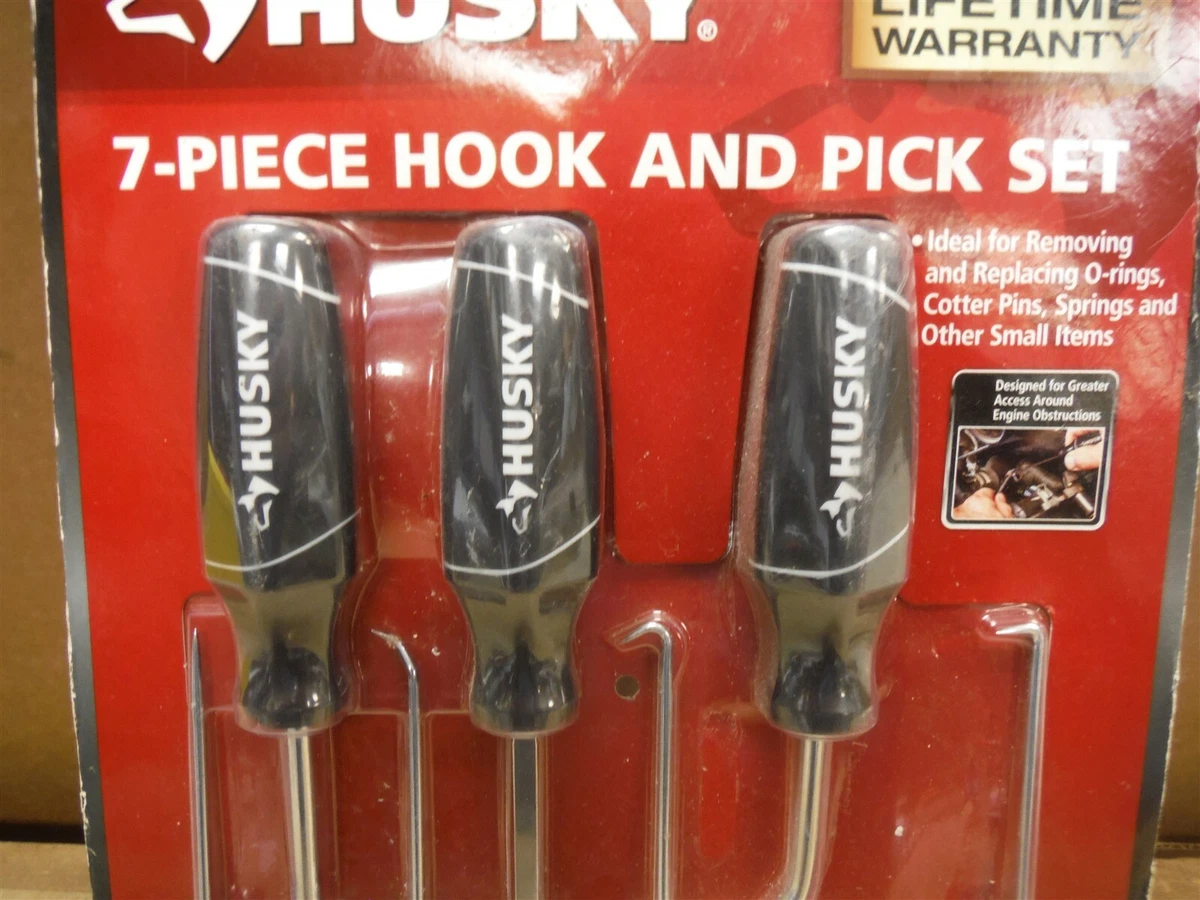 HUSKY®
LIFETIME
WARRANTY
7-PIECE HOOK AND PICK SET
• Ideal for Removing
and Replacing O-rings,
Cotter Pins, Springs and
Other Small Items
Designed for Greater
Access Around
Engine Obstructions
HUSKY
HUSKY
HUSKY